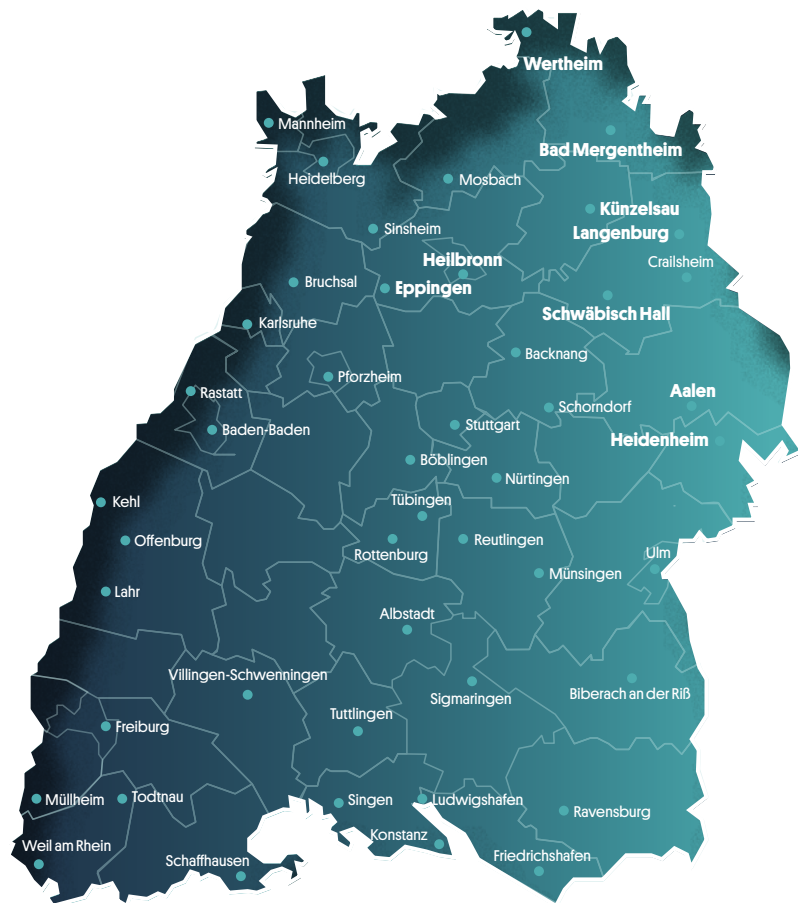 Wertheim
Mannheim
Bad Mergentheim
Heidelberg
Mosbach
Künzelsau
Sinsheim
Langenburg
Heilbronn
Crailsheim
Bruchsal
Eppingen
Schwäbisch Hall
Karlsruhe
Backnang
Pforzheim
Aalen
Rastatt
Schorndorf
Stuttgart
Baden-Baden
Heidenheim
Böblingen
Nürtingen
Tübingen
Kehl
Offenburg
Rottenburg
Reutlingen
Ulm
Münsingen
Lahr
Albstadt
Villingen-Schwenningen
Sigmaringen
Biberach an der Riß
Tuttlingen
Freiburg
Müllheim
Todtnau
Singen
Ludwigshafen
Ravensburg
Konstanz
Weil am Rhein
Friedrichshafen
Schaffhausen